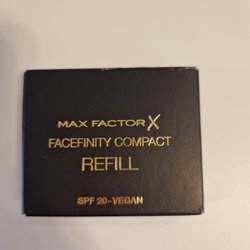 MAX FACTOR X
FACEFINITY COMPACT
REFILL
SPF 20-VEGAN